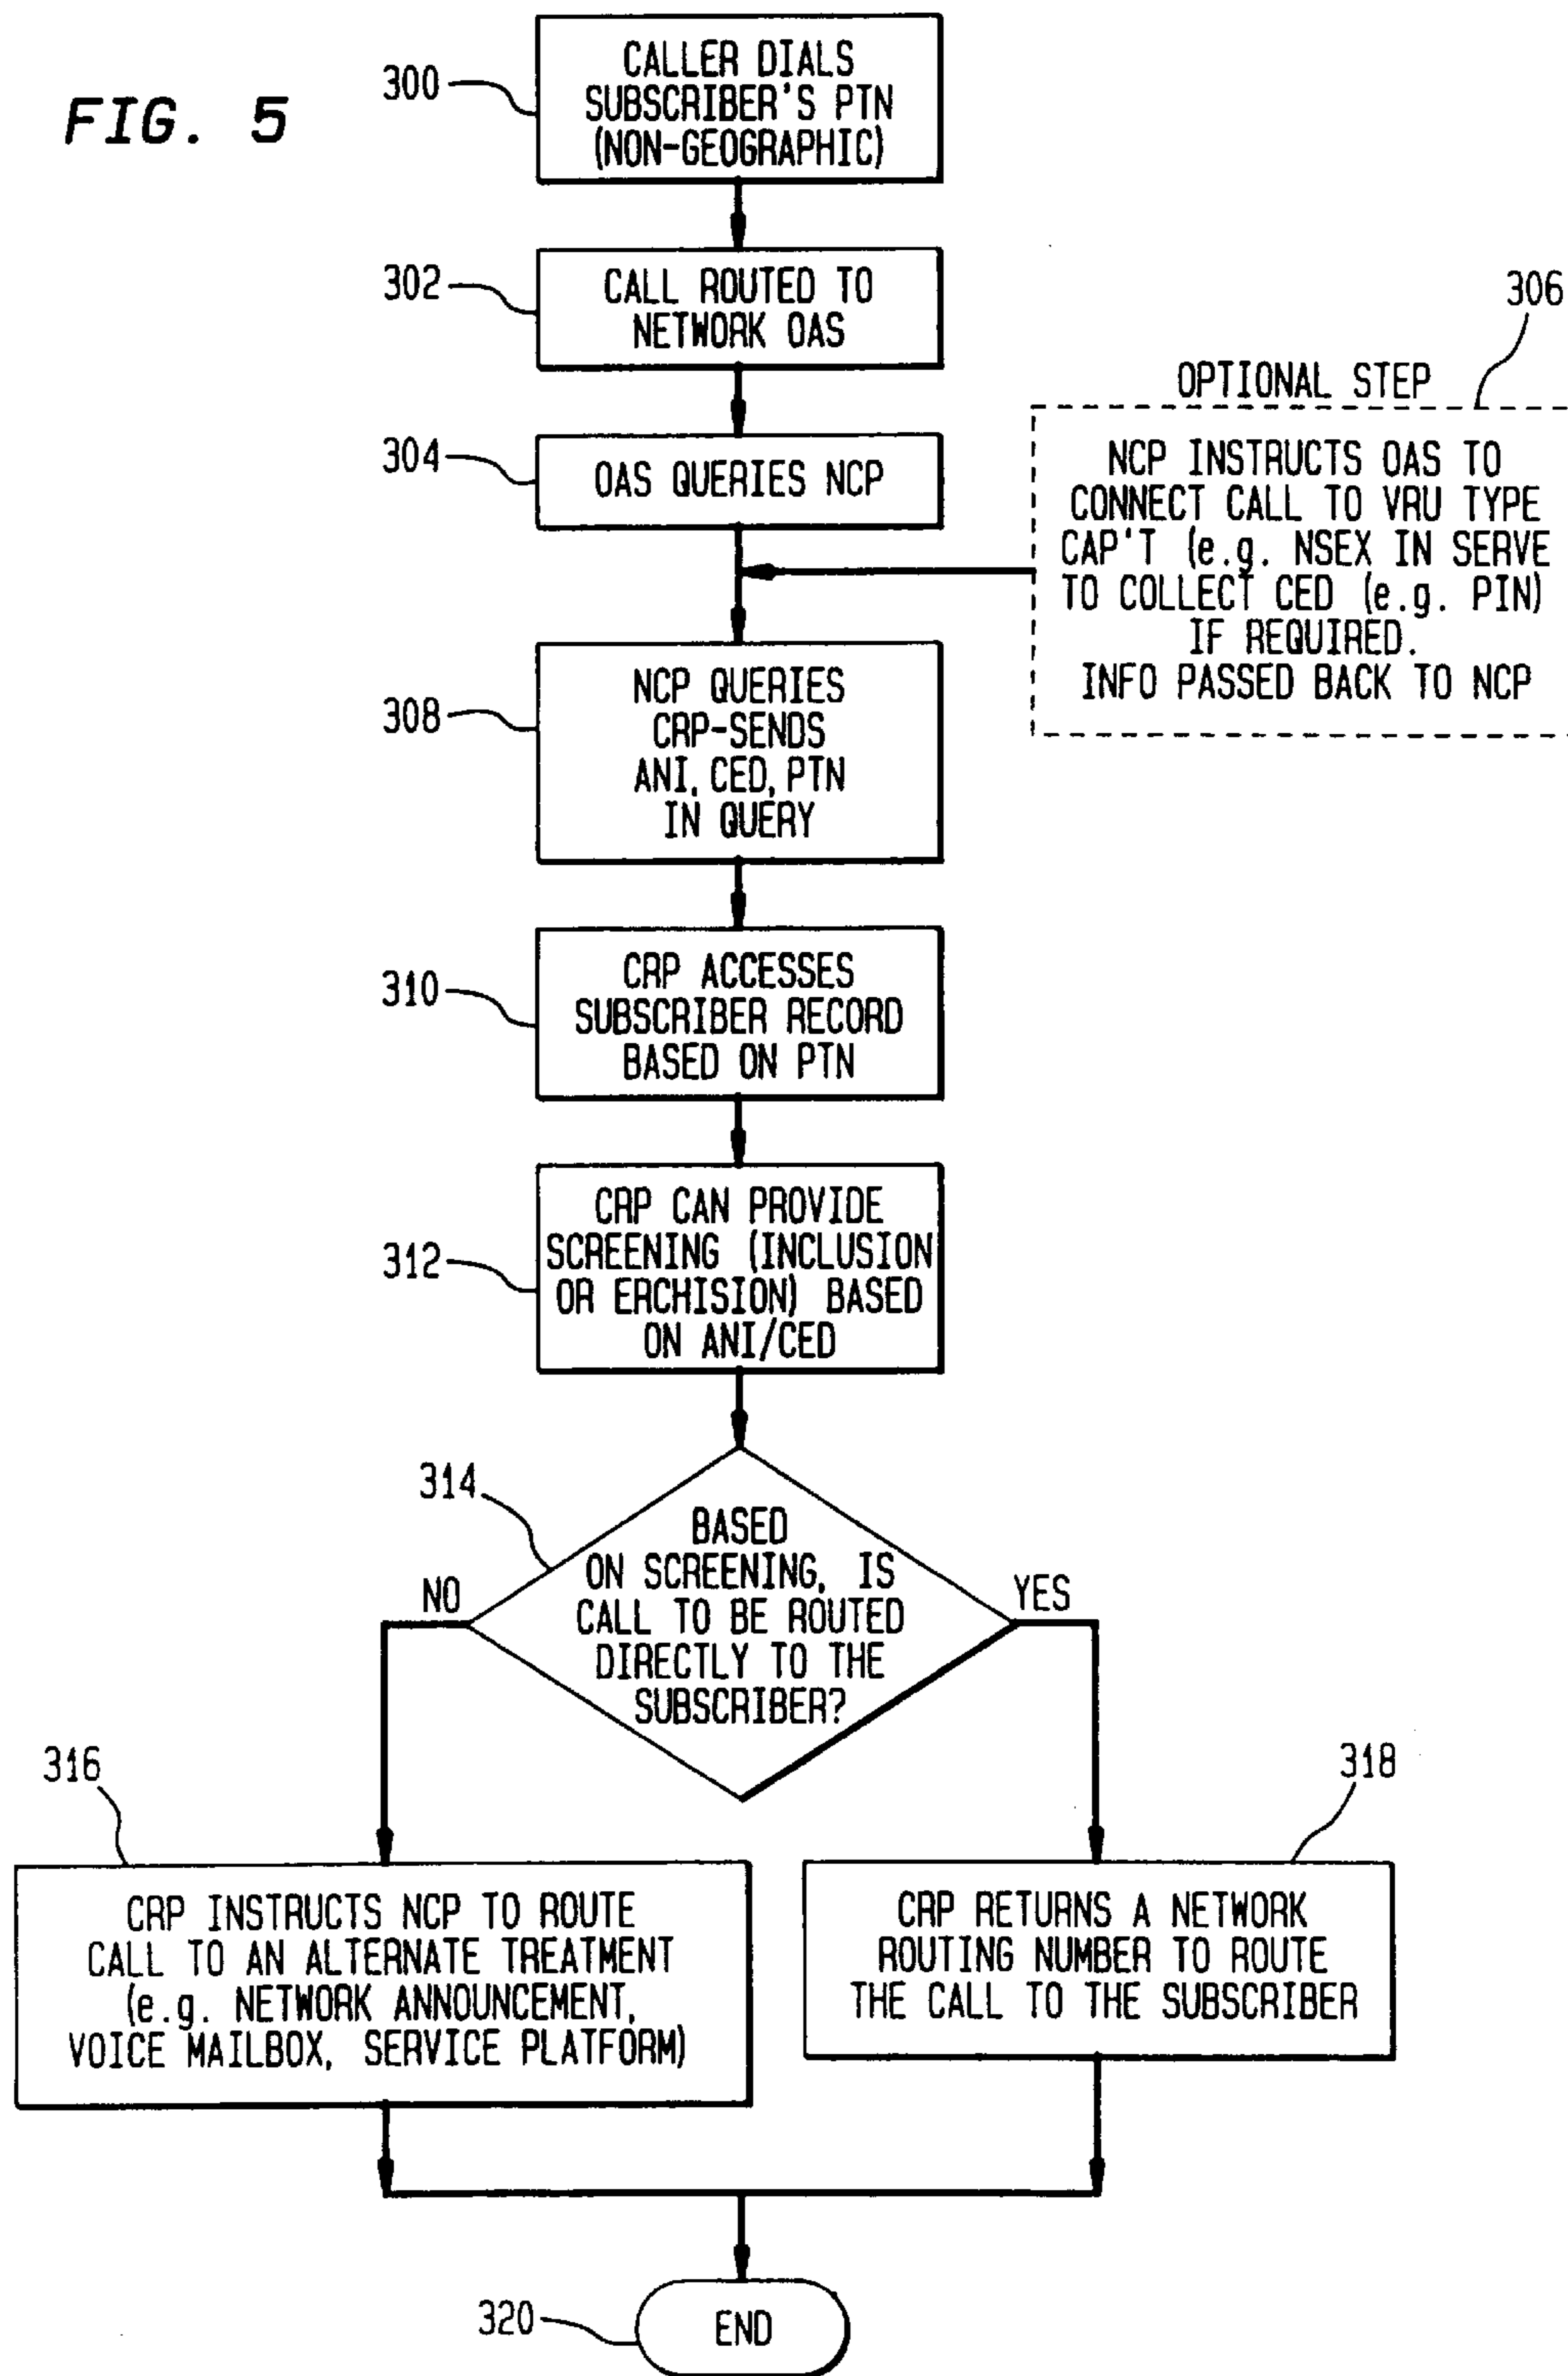 FIG. 5
300
CALLER DIALS
SUBSCRIBER'S PTN
(NON-GEOGRAPHIC)
302
CALL ROUTED TO
NETWORK OAS
304
OAS QUERIES NCP
306
OPTIONAL STEP
NCP INSTRUCTS OAS TO
CONNECT CALL TO VRU TYPE
CAP'T (e.g. NSEX IN SERVE
TO COLLECT CED (e.g. PIN)
IF REQUIRED.
INFO PASSED BACK TO NCP
308
NCP QUERIES
CRP-SENDS
ANI, CED, PTN
IN QUERY
310
CRP ACCESSES
SUBSCRIBER RECORD
BASED ON PTN
312
CRP CAN PROVIDE
SCREENING (INCLUSION
OR ERCHISION) BASED
ON ANI/CED
314
BASED
ON SCREENING, IS
CALL TO BE ROUTED
DIRECTLY TO THE
SUBSCRIBER?
NO
YES
316
CRP INSTRUCTS NCP TO ROUTE
CALL TO AN ALTERNATE TREATMENT
(e.g. NETWORK ANNOUNCEMENT,
VOICE MAILBOX, SERVICE PLATFORM)
318
CRP RETURNS A NETWORK
ROUTING NUMBER TO ROUTE
THE CALL TO THE SUBSCRIBER
320
END